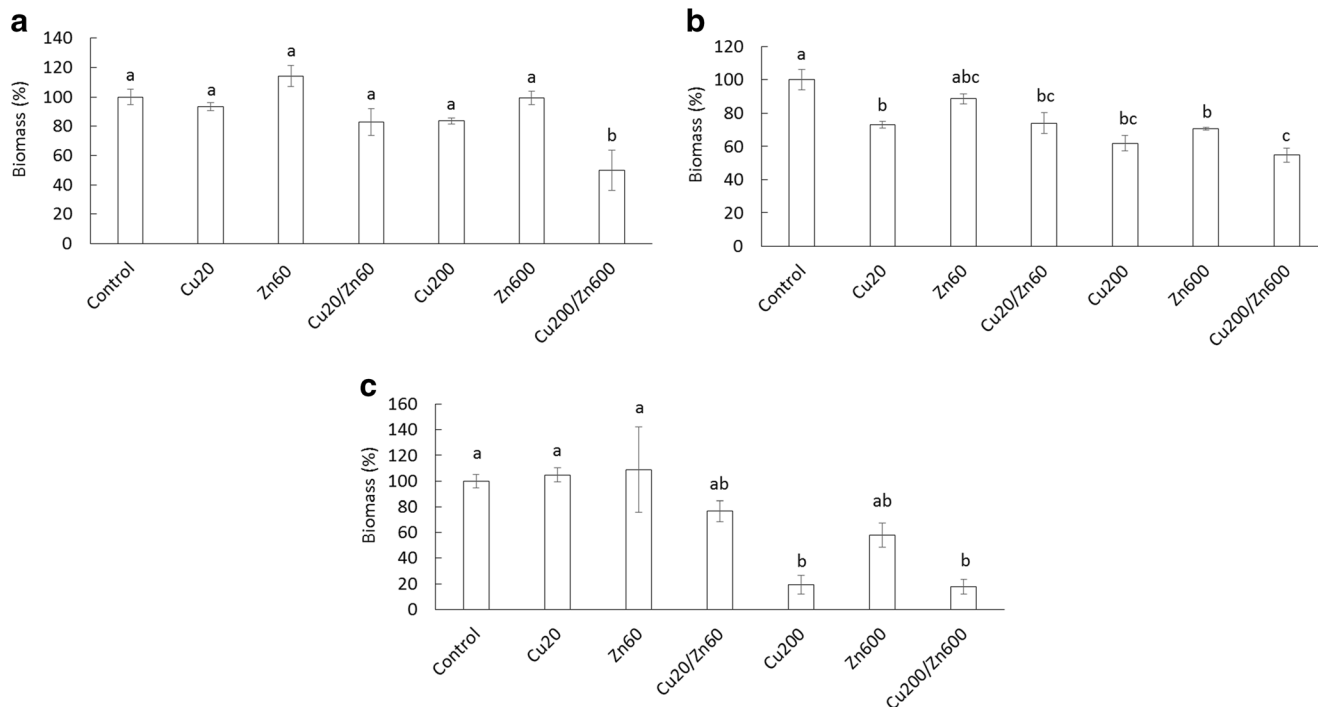 a
Biomass (%)
140
120
100
80
60
40
20
0
a
a
a
a
a
a
b
Control
Cu20
Zn60
Cu20/Zn60
Cu200
Zn600
Cu200/Zn600
b
Biomass (%)
120
100
80
60
40
20
0
a
b
abc
bc
bc
b
c
Control
Cu20
Zn60
Cu20/Zn60
Cu200
Zn600
Cu200/Zn600
c
Biomass (%)
160
140
120
100
80
60
40
20
0
a
a
a
ab
b
ab
b
Control
Cu20
Zn60
Cu20/Zn60
Cu200
Zn600
Cu200/Zn600